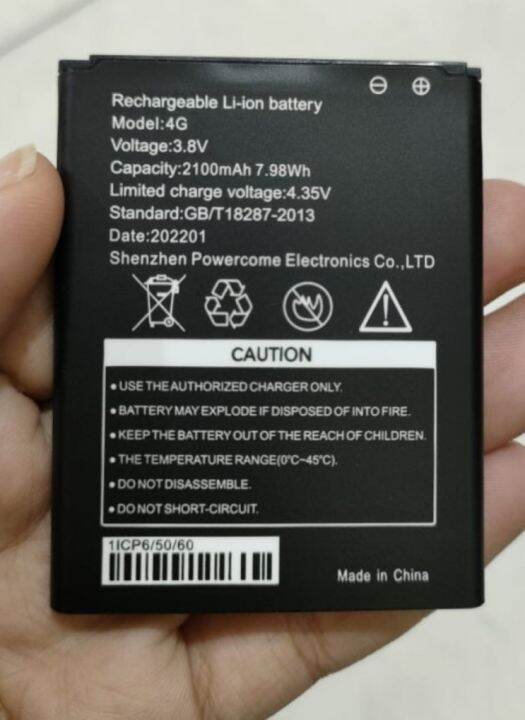 ⊖ ⊕
Rechargeable Li-ion battery
Model:4G
Voltage:3.8V
Capacity:2100mAh 7.98Wh
Limited charge voltage:4.35V
Standard:GB/T18287-2013
Date:202201
Shenzhen Powercome Electronics Co.,LTD
CAUTION
• USE THE AUTHORIZED CHARGER ONLY.
• BATTERY MAY EXPLODE IF DISPOSED OF INTO FIRE.
• KEEP THE BATTERY OUT OF THE REACH OF CHILDREN.
• THE TEMPERATURE RANGE(0°C~45°C).
• DO NOT DISASSEMBLE.
• DO NOT SHORT-CIRCUIT.
1ICP6/50/60
Made in China